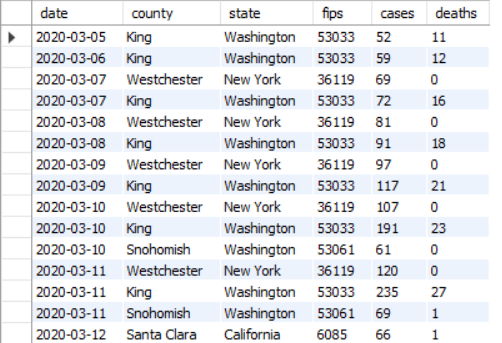 date county state fips cases deaths
2020-03-05 King Washington 53033 52 11
2020-03-06 King Washington 53033 59 12
2020-03-07 Westchester New York 36119 69 0
2020-03-07 King Washington 53033 72 16
2020-03-08 Westchester New York 36119 81 0
2020-03-08 King Washington 53033 91 18
2020-03-09 Westchester New York 36119 97 0
2020-03-09 King Washington 53033 117 21
2020-03-10 Westchester New York 36119 107 0
2020-03-10 King Washington 53033 191 23
2020-03-10 Snohomish Washington 53061 61 0
2020-03-11 Westchester New York 36119 120 0
2020-03-11 King Washington 53033 235 27
2020-03-11 Snohomish Washington 53061 69 1
2020-03-12 Santa Clara California 6085 66 1